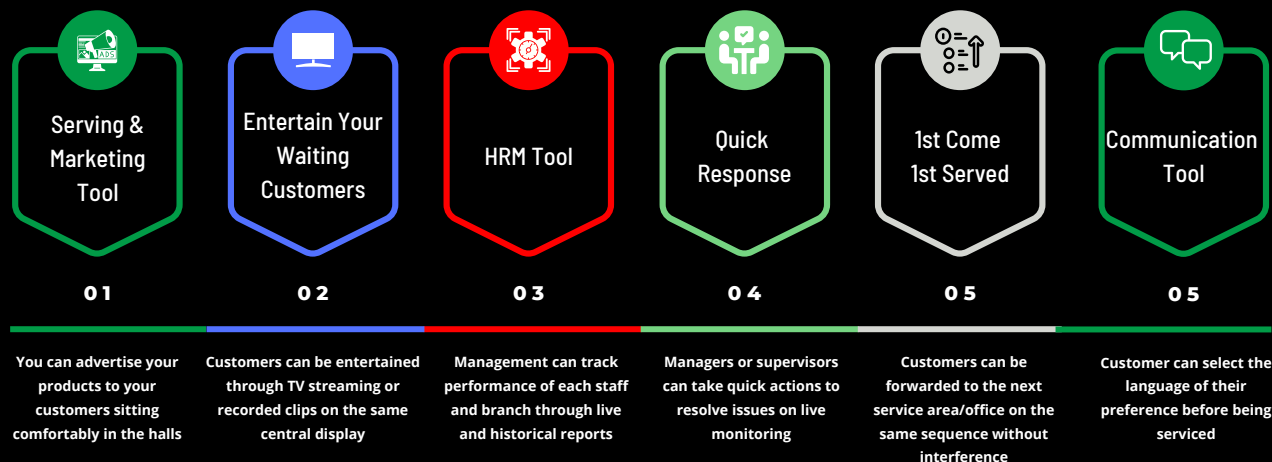 ADS
Serving &
Marketing
Tool
01
You can advertise your
products to your
customers sitting
comfortably in the halls
Entertain Your
Waiting
Customers
02
Customers can be entertained
through TV streaming or
recorded clips on the same
central display
HRM Tool
03
Management can track
performance of each staff
and branch through live
and historical reports
Quick
Response
04
Managers or supervisors
can take quick actions to
resolve issues on live
monitoring
1
1st Come
1st Served
05
Customers can be
forwarded to the next
service area/office on the
same sequence without
interference
Communication
Tool
05
Customer can select the
language of their
preference before being
serviced